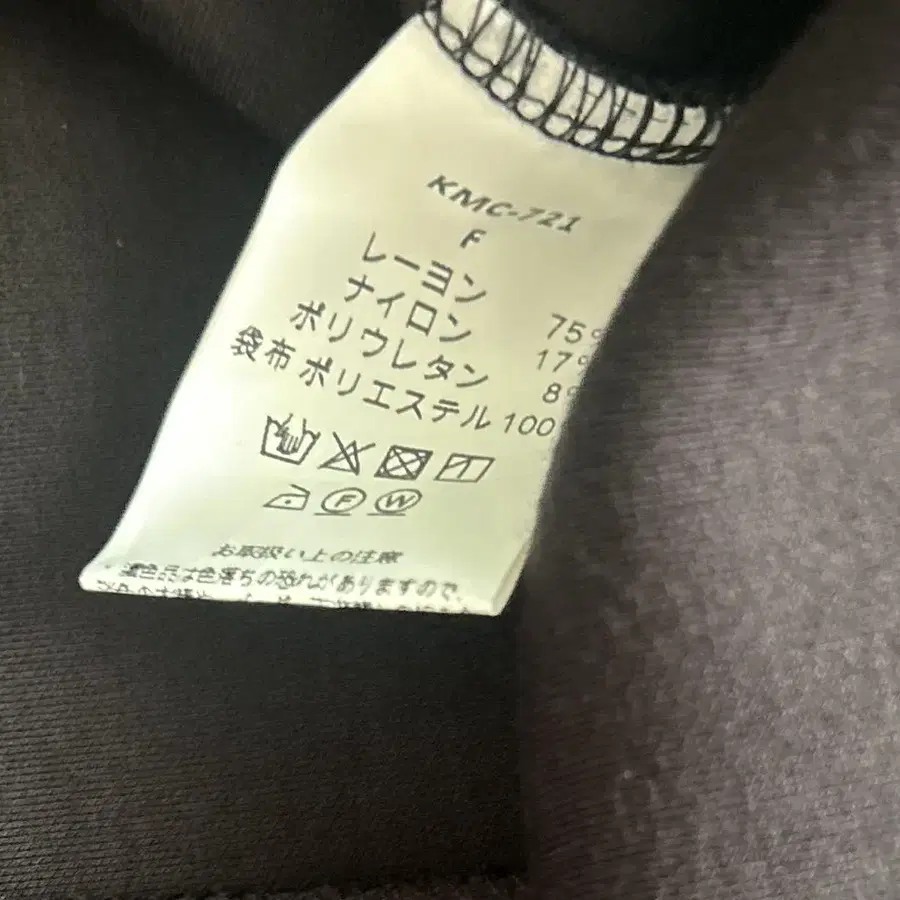 KMC-721
F
レーヨン 75%
ナイロン 17%
ポリウレタン 8%
袋布 ポリエステル 100
F W
お取扱い上の注意
・濃色品は色落ちの恐れがありますので、